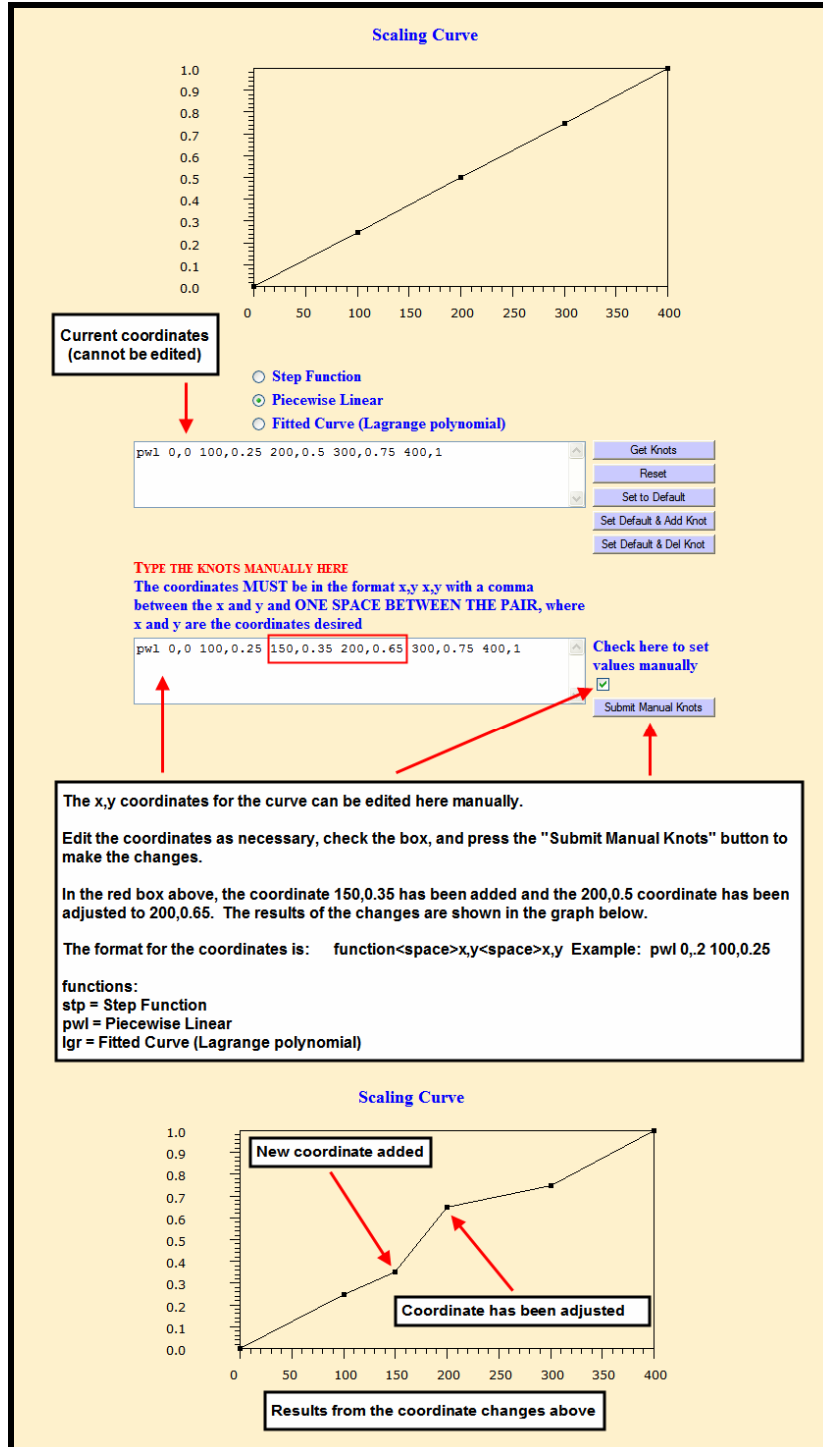 Scaling Curve
1.0
0.9
0.8
0.7
0.6
0.5
0.4
0.3
0.2
0.1
0.0
0 50 100 150 200 250 300 350 400
Current coordinates
(cannot be edited)
Step Function
Piecewise Linear
Fitted Curve (Lagrange polynomial)
pwl 0,0 100,0.25 200,0.5 300,0.75 400,1
Get Knots
Reset
Set to Default
Set Default & Add Knot
Set Default & Del Knot
TYPE THE KNOTS MANUALLY HERE
The coordinates MUST be in the format x,y x,y with a comma
between the x and y and ONE SPACE BETWEEN THE PAIR, where
x and y are the coordinates desired
pwl 0,0 100,0.25 150,0.35 200,0.65 300,0.75 400,1
Check here to set
values manually
Submit Manual Knots
The x,y coordinates for the curve can be edited here manually.
Edit the coordinates as necessary, check the box, and press the "Submit Manual Knots" button to
make the changes.
In the red box above, the coordinate 150,0.35 has been added and the 200,0.5 coordinate has been
adjusted to 200,0.65. The results of the changes are shown in the graph below.
The format for the coordinates is: function<space>x,y<space>x,y Example: pwl 0,.2 100,0.25
functions:
stp = Step Function
pwl = Piecewise Linear
lgr = Fitted Curve (Lagrange polynomial)
Scaling Curve
1.0
0.9
0.8
0.7
0.6
0.5
0.4
0.3
0.2
0.1
0.0
New coordinate added
Coordinate has been adjusted
0 50 100 150 200 250 300 350 400
Results from the coordinate changes above